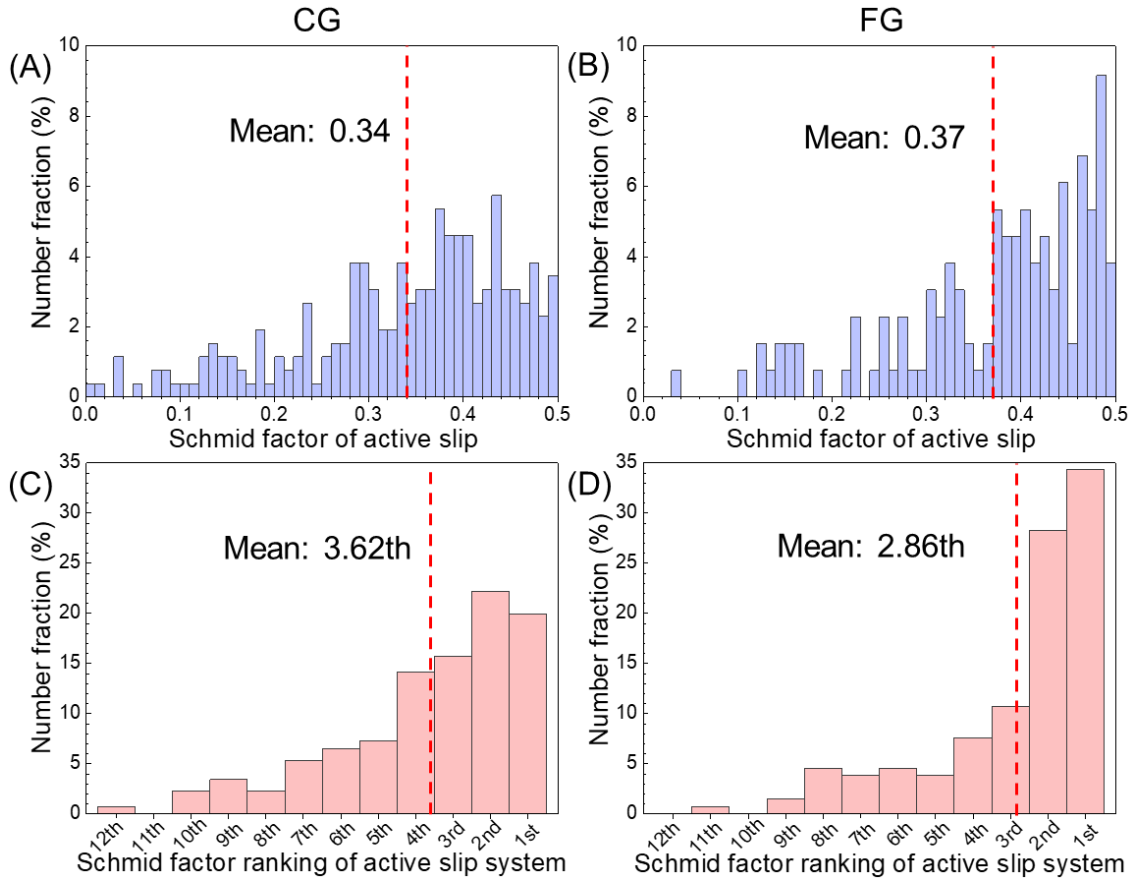 CG
FG
(A)
Mean: 0.34
Number fraction (%)
0
2
4
6
8
10
0.0
0.1
0.2
0.3
0.4
0.5
Schmid factor of active slip
(B)
Mean: 0.37
Number fraction (%)
0
2
4
6
8
10
0.0
0.1
0.2
0.3
0.4
0.5
Schmid factor of active slip
(C)
Mean: 3.62th
Number fraction (%)
0
5
10
15
20
25
30
35
12th
11th
10th
9th
8th
7th
6th
5th
4th
3rd
2nd
1st
Schmid factor ranking of active slip system
(D)
Mean: 2.86th
Number fraction (%)
0
5
10
15
20
25
30
35
12th
11th
10th
9th
8th
7th
6th
5th
4th
3rd
2nd
1st
Schmid factor ranking of active slip system